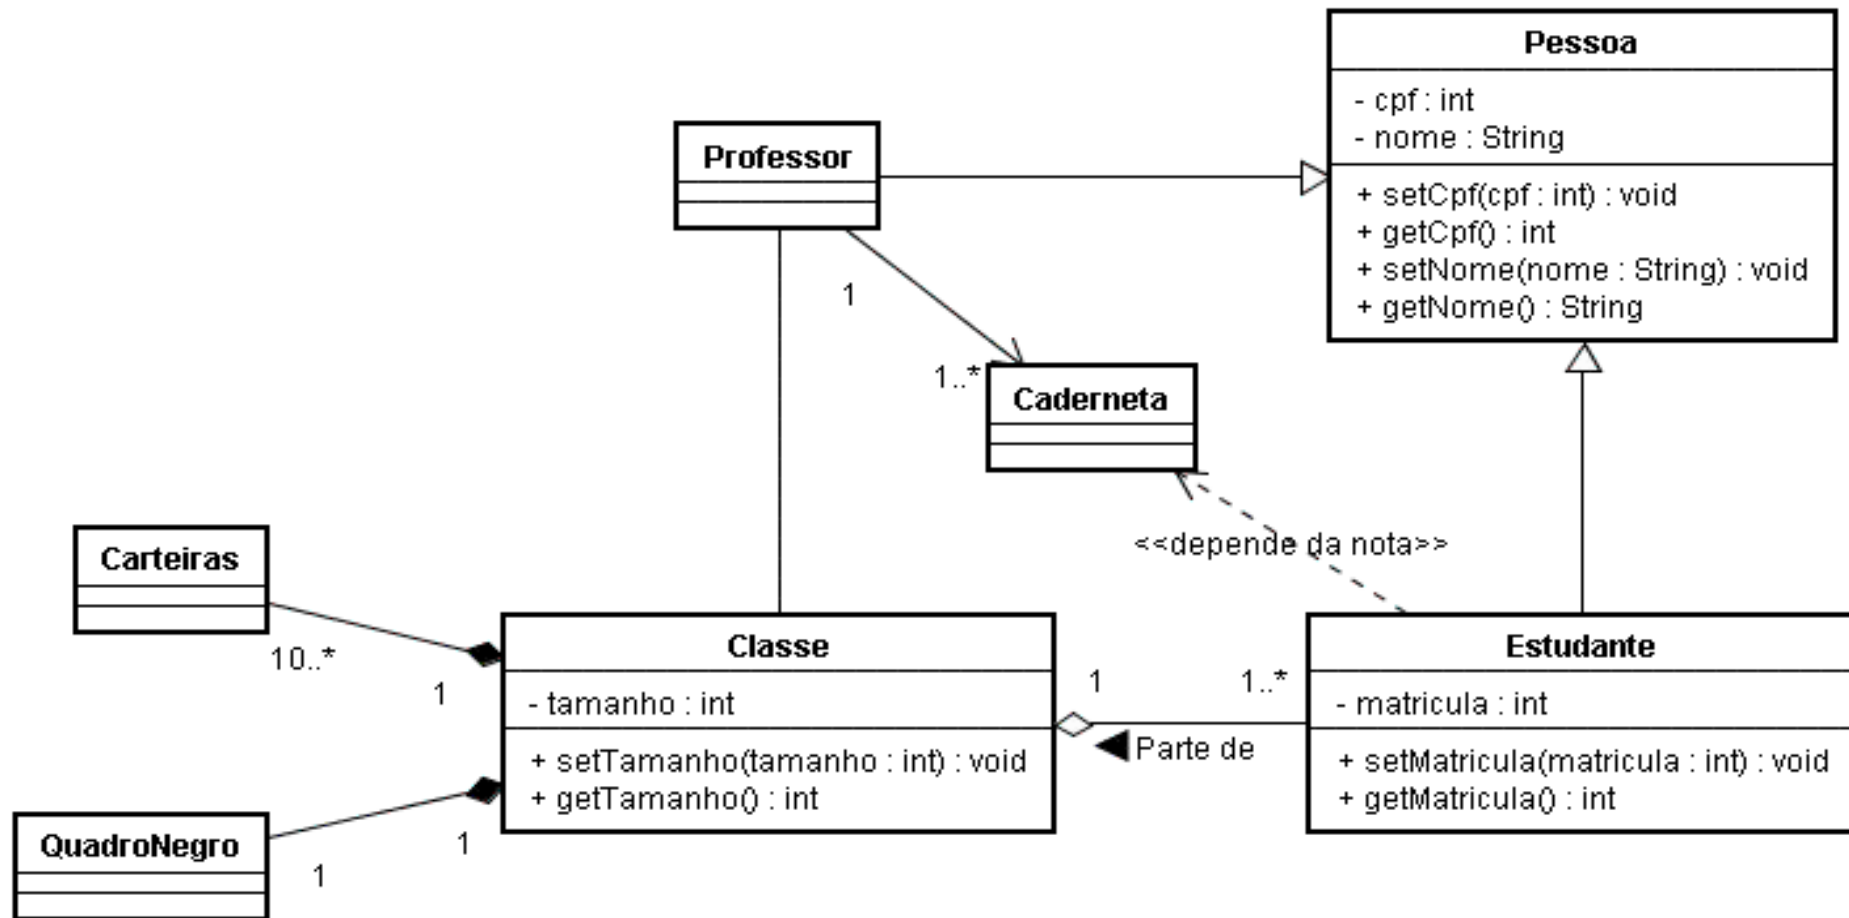 Pessoa
- cpf : int
- nome : String
+ setCpf(cpf : int) : void
+ getCpf() : int
+ setNome(nome : String) : void
+ getNome() : String
Professor
1
1..*
Caderneta
<<depende da nota>>
Carteiras
10..*
1
Classe
- tamanho : int
+ setTamanho(tamanho : int) : void
+ getTamanho() : int
1
1..*
Parte de
Estudante
- matricula : int
+ setMatricula(matricula : int) : void
+ getMatricula() : int
QuadroNegro
1
1